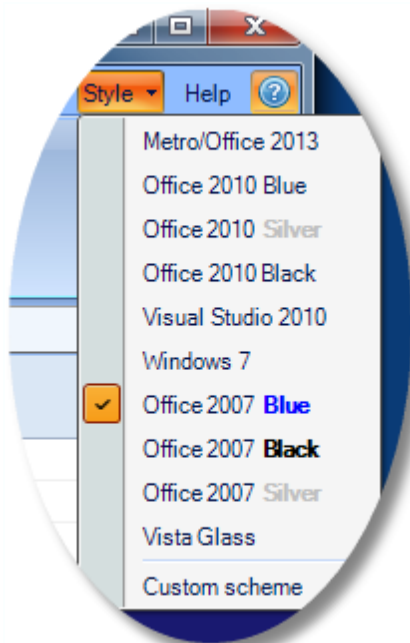 Style Help
Metro/Office 2013
Office 2010 Blue
Office 2010 Silver
Office 2010 Black
Visual Studio 2010
Windows 7
Office 2007 Blue
Office 2007 Black
Office 2007 Silver
Vista Glass
Custom scheme